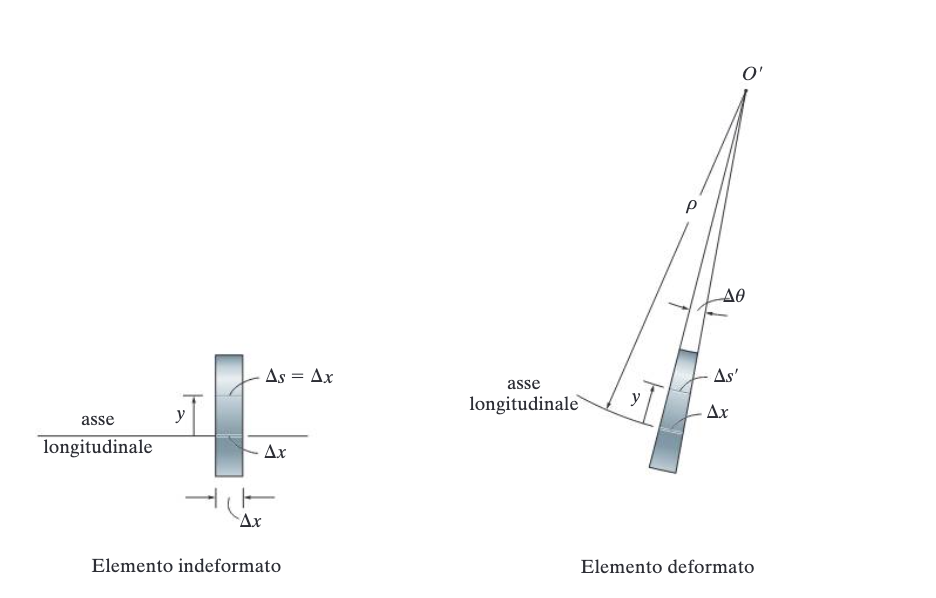 O'
ρ
Δθ
Δs = Δx
y
asse
longitudinale
Δx
Δx
asse
longitudinale
y
Δs'
Δx
Elemento indeformato
Elemento deformato